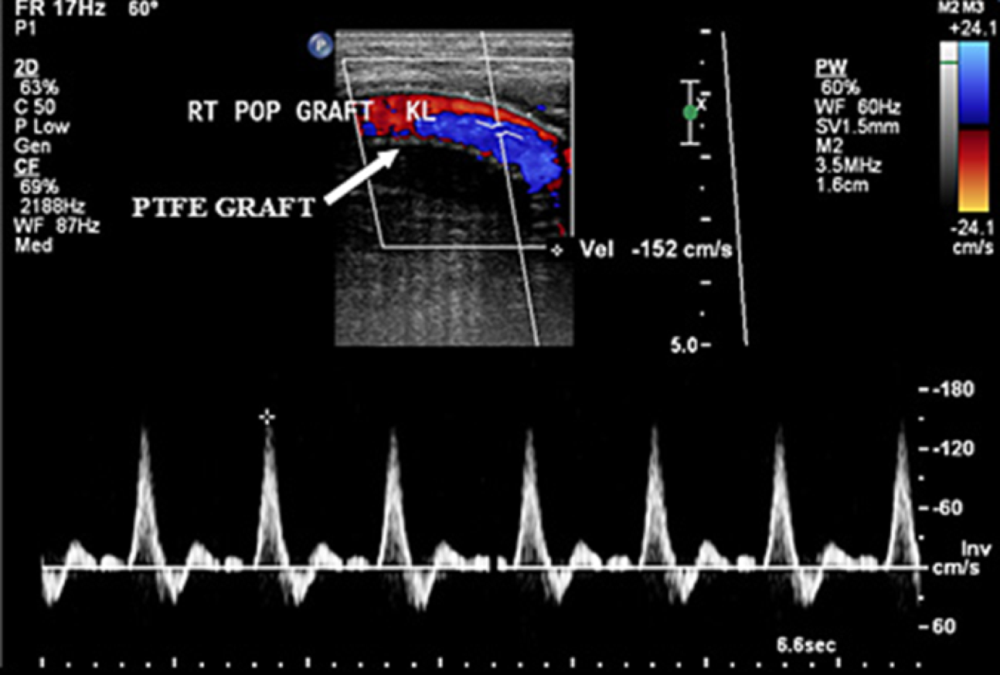 FR 17Hz 60°
P1
2D
63%
C 50
P Low
Gen
CF
69%
2188Hz
WF 87Hz
Med
P
RT POP GRAFT KL
PTFE GRAFT
Vel -152 cm/s
x
5.0
PW
60%
WF 60Hz
SV1.5mm
M2
3.5MHz
1.6cm
M2 M3
+24.1
-24.1
cm/s
-180
-120
-60
Inv
cm/s
60
6.6sec